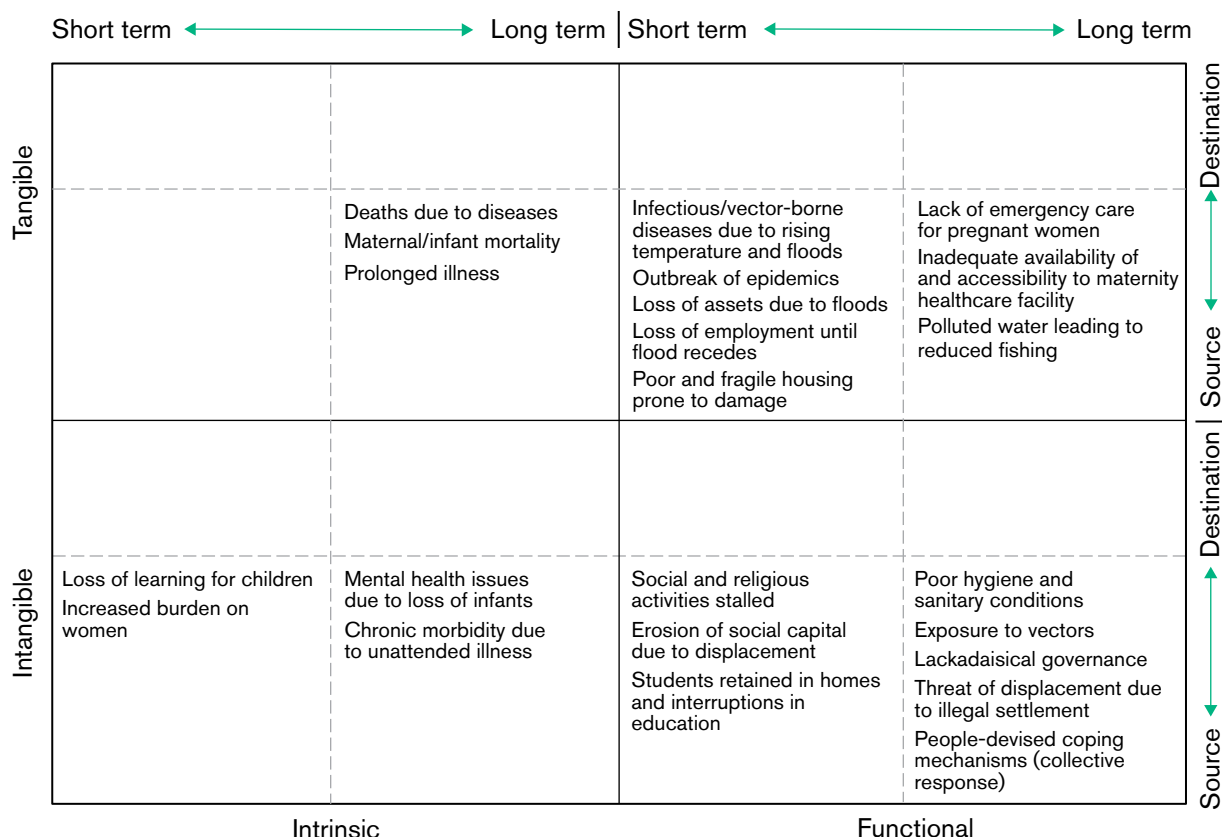 Short term
Long term
Short term
Long term
Tangible
Destination
Source
Deaths due to diseases
Maternal/infant mortality
Prolonged illness
Infectious/vector-borne
diseases due to rising
temperature and floods
Outbreak of epidemics
Loss of assets due to floods
Loss of employment until
flood recedes
Poor and fragile housing
prone to damage
Lack of emergency care
for pregnant women
Inadequate availability of
and accessibility to maternity
healthcare facility
Polluted water leading to
reduced fishing
Intangible
Destination
Source
Loss of learning for children
Increased burden on
women
Mental health issues
due to loss of infants
Chronic morbidity due
to unattended illness
Social and religious
activities stalled
Erosion of social capital
due to displacement
Students retained in homes
and interruptions in
education
Poor hygiene and
sanitary conditions
Exposure to vectors
Lackadaisical governance
Threat of displacement due
to illegal settlement
People-devised coping
mechanisms (collective
response)
Intrinsic
Functional